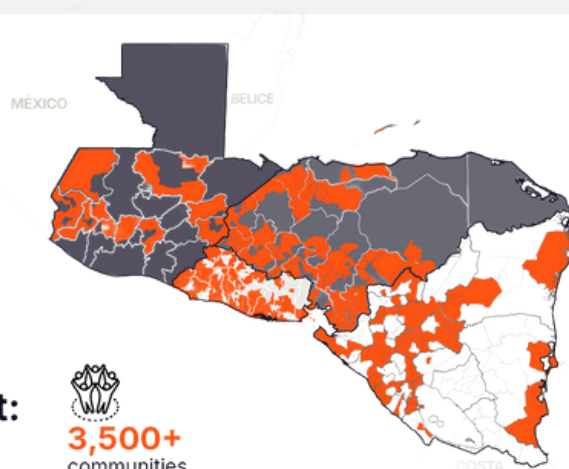 MÉXICO
BELICE
t:
3,500+
communities
COSTA